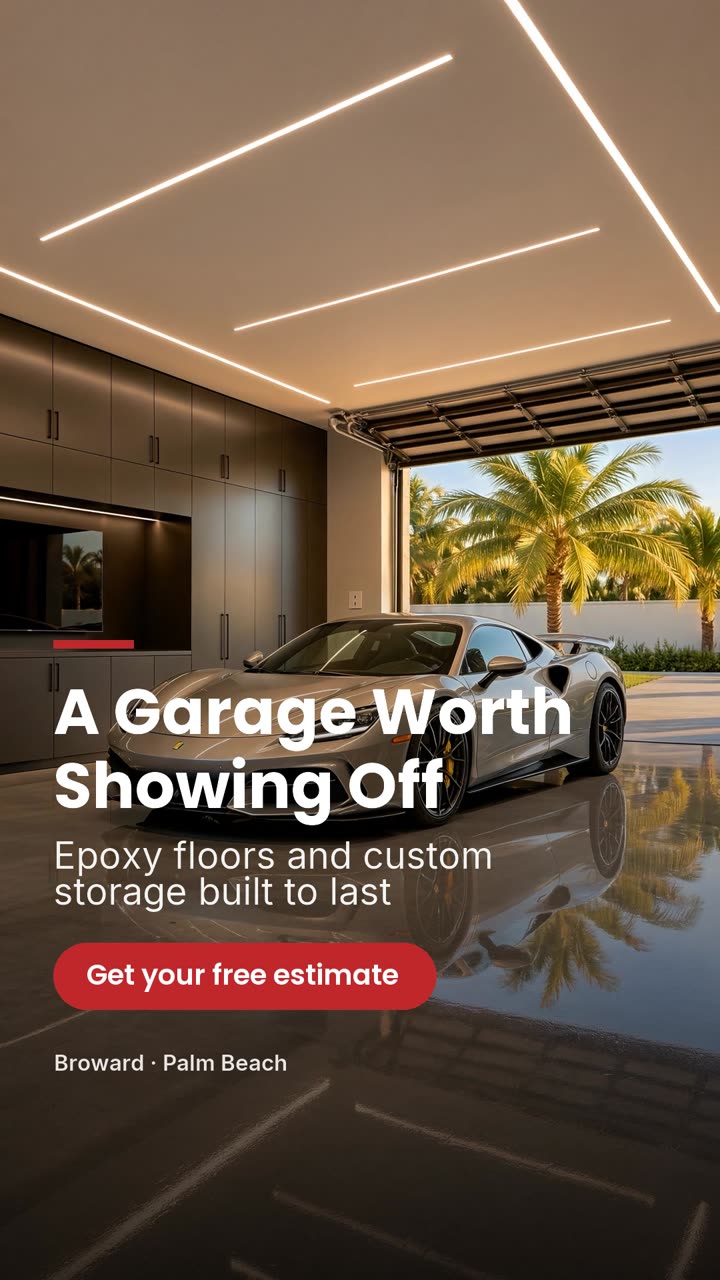 A Garage Worth
Showing Off
Epoxy floors and custom
storage built to last
Get your free estimate
Broward · Palm Beach